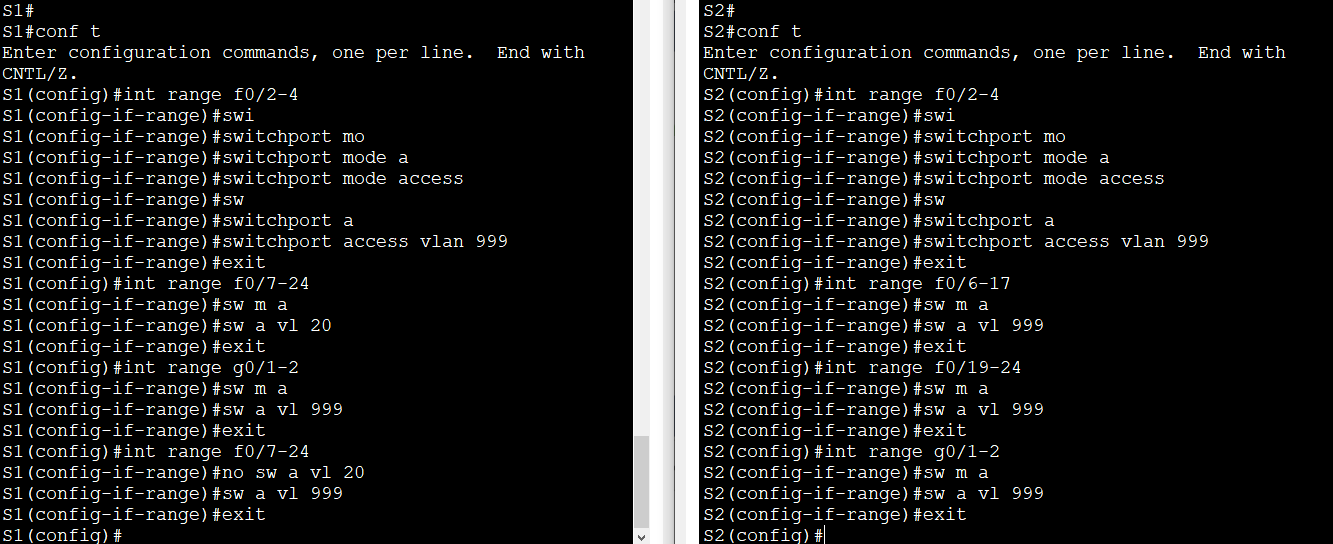 S1#
S1#conf t
Enter configuration commands, one per line.  End with
CNTL/Z.
S1(config)#int range f0/2-4
S1(config-if-range)#swi
S1(config-if-range)#switchport mo
S1(config-if-range)#switchport mode a
S1(config-if-range)#switchport mode access
S1(config-if-range)#sw
S1(config-if-range)#switchport a
S1(config-if-range)#switchport access vlan 999
S1(config-if-range)#exit
S1(config)#int range f0/7-24
S1(config-if-range)#sw m a
S1(config-if-range)#sw a vl 20
S1(config-if-range)#exit
S1(config)#int range g0/1-2
S1(config-if-range)#sw m a
S1(config-if-range)#sw a vl 999
S1(config-if-range)#exit
S1(config)#int range f0/7-24
S1(config-if-range)#no sw a vl 20
S1(config-if-range)#sw a vl 999
S1(config-if-range)#exit
S1(config)#
S2#
S2#conf t
Enter configuration commands, one per line.  End with
CNTL/Z.
S2(config)#int range f0/2-4
S2(config-if-range)#swi
S2(config-if-range)#switchport mo
S2(config-if-range)#switchport mode a
S2(config-if-range)#switchport mode access
S2(config-if-range)#sw
S2(config-if-range)#switchport a
S2(config-if-range)#switchport access vlan 999
S2(config-if-range)#exit
S2(config)#int range f0/6-17
S2(config-if-range)#sw m a
S2(config-if-range)#sw a vl 999
S2(config-if-range)#exit
S2(config)#int range f0/19-24
S2(config-if-range)#sw m a
S2(config-if-range)#sw a vl 999
S2(config-if-range)#exit
S2(config)#int range g0/1-2
S2(config-if-range)#sw m a
S2(config-if-range)#sw a vl 999
S2(config-if-range)#exit
S2(config)#